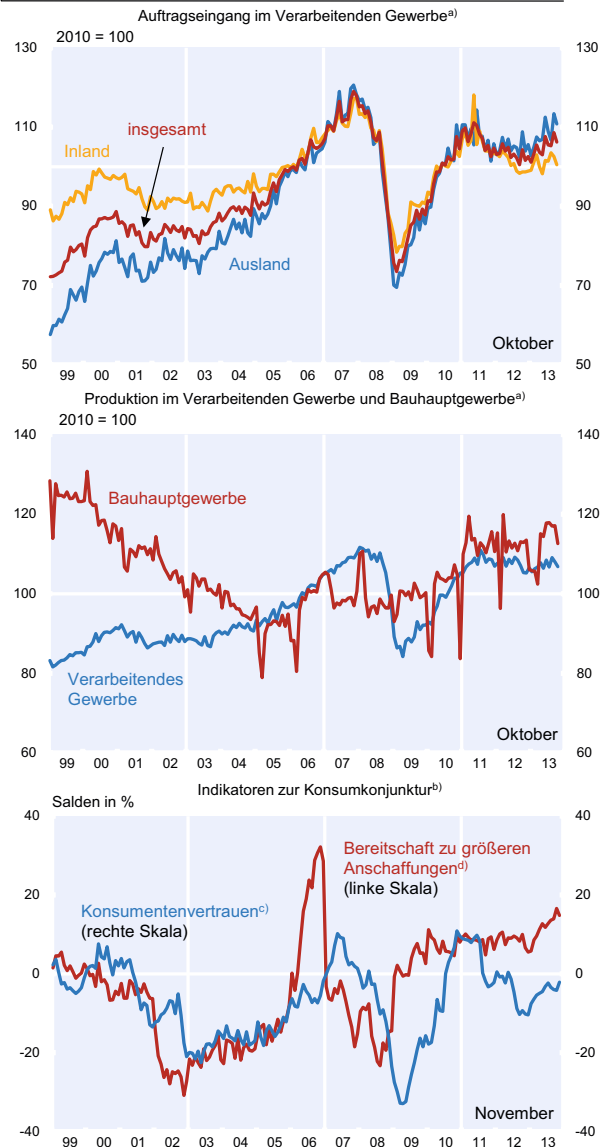 Auftragseingang im Verarbeitenden Gewerbea)
2010 = 100
130 130
insgesamt
110 110
Inland
90 90
Ausland
70 70
Oktober
50 50
99 00 01 02 03 04 05 06 07 08 09 10 11 12 13
Produktion im Verarbeitenden Gewerbe und Bauhauptgewerbea)
2010 = 100
140 140
Bauhauptgewerbe
120 120
100 100
80 80
Verarbeitendes
Gewerbe
Oktober
60 60
99 00 01 02 03 04 05 06 07 08 09 10 11 12 13
Indikatoren zur Konsumkonjunkturb)
Salden in %
40 40
Bereitschaft zu größeren
Anschaffungend)
(linke Skala)
20 20
Konsumentenvertrauenc)
(rechte Skala)
0 0
-20 -20
November
-40 -40
99 00 01 02 03 04 05 06 07 08 09 10 11 12 13